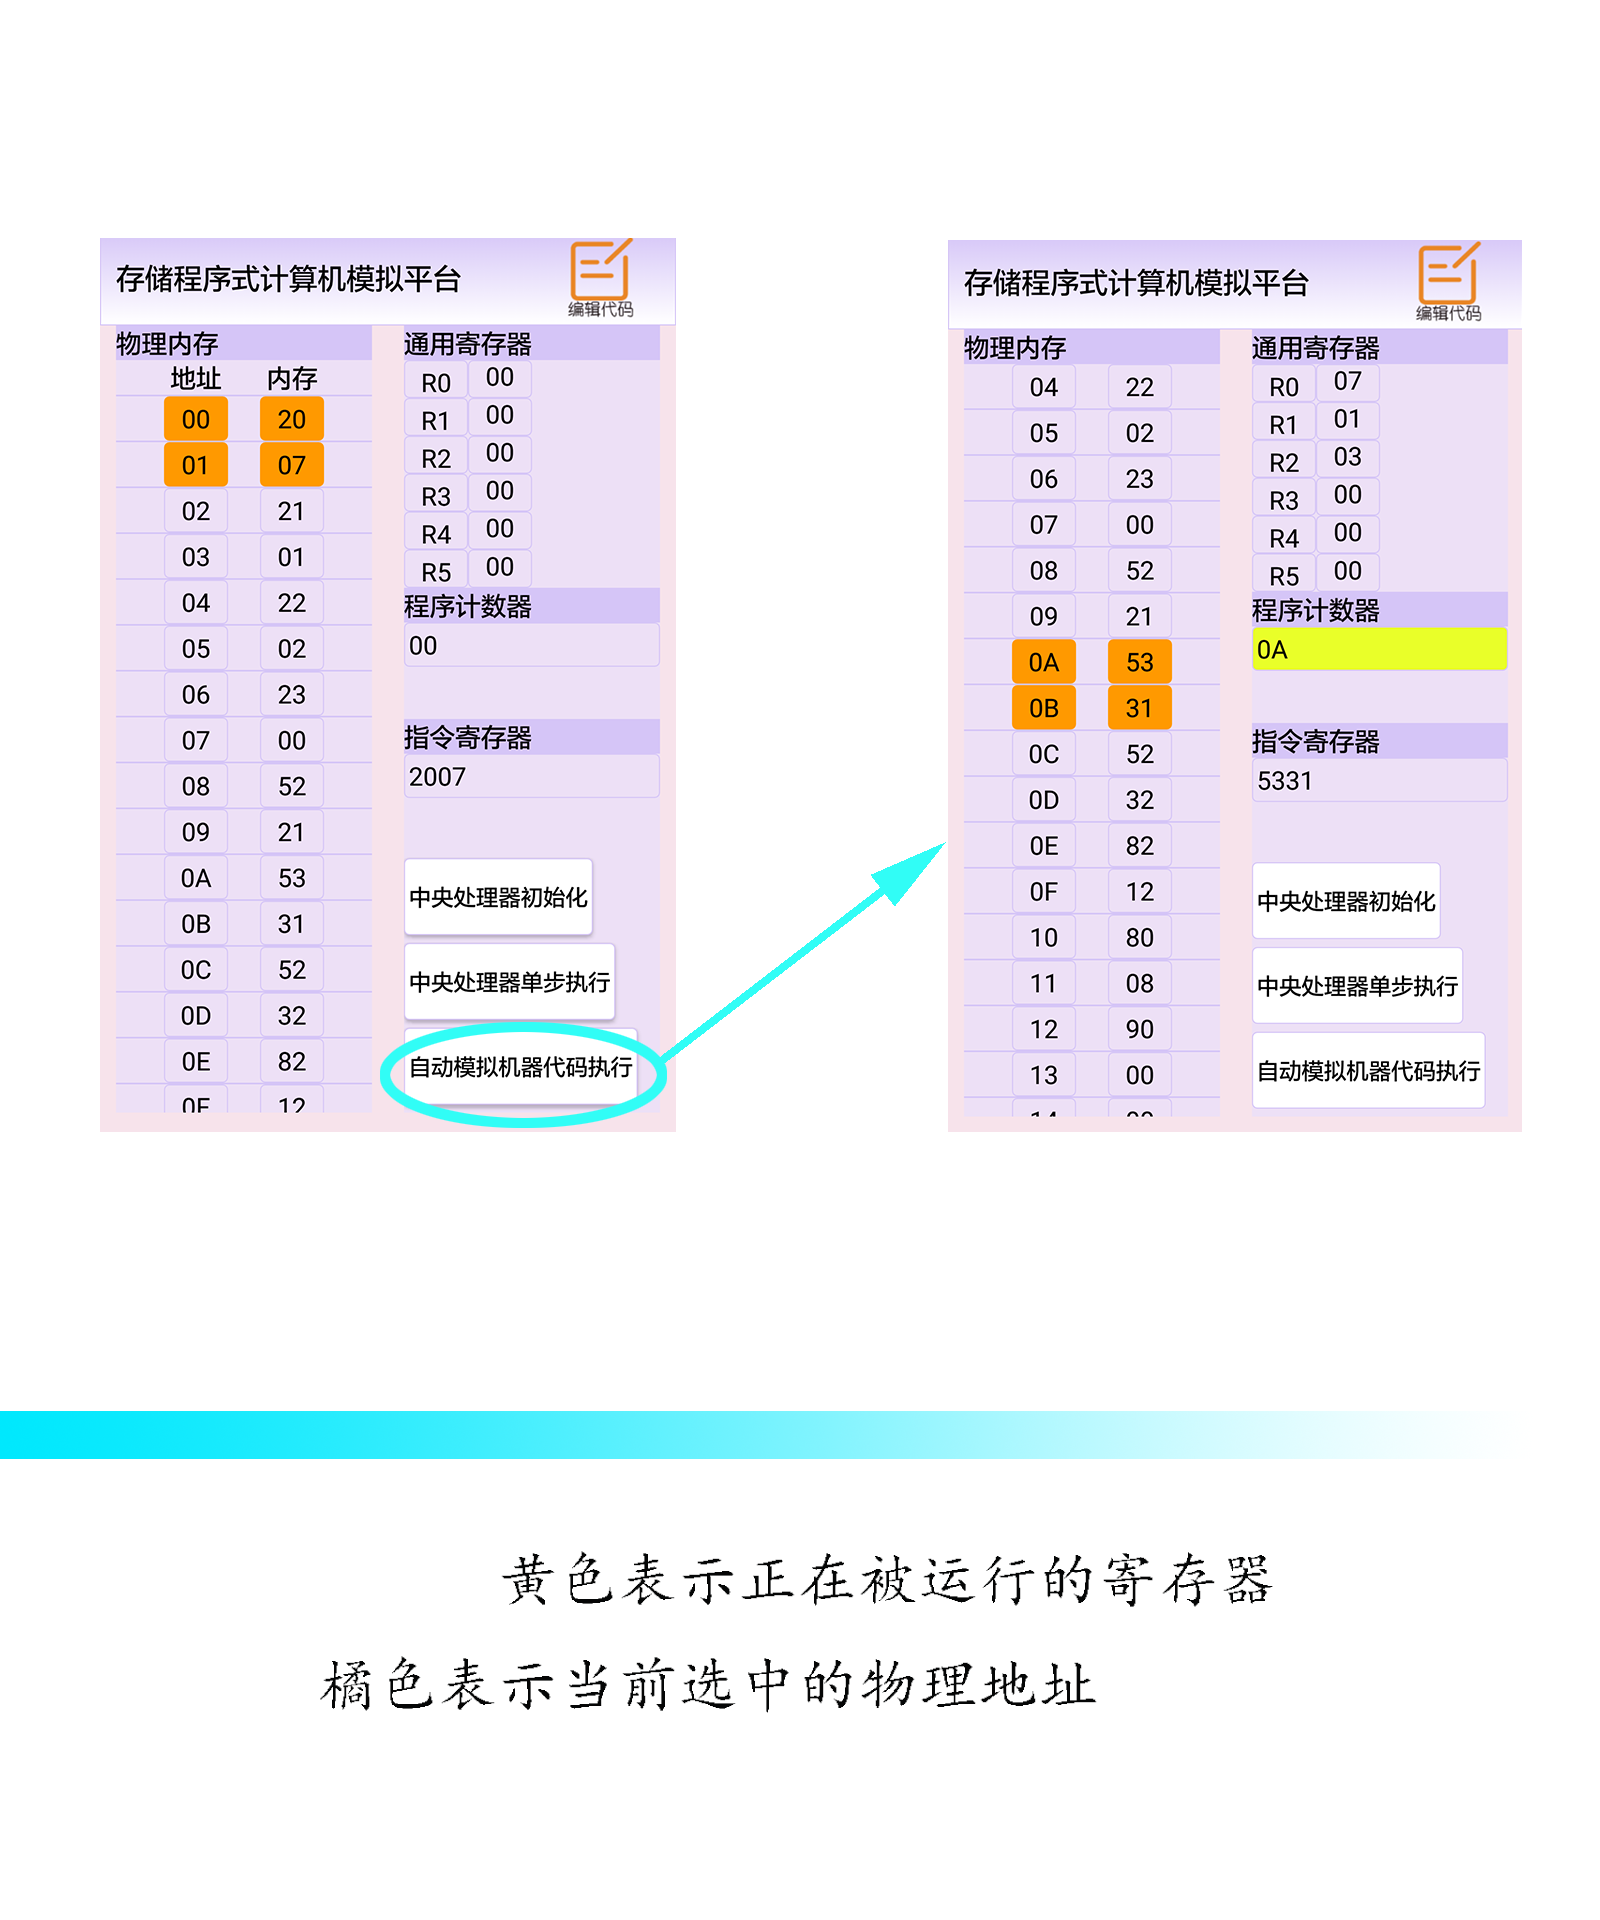 存储程序式计算机模拟平台
编辑代码
物理内存
地址 内存
00 20
01 07
02 21
03 01
04 22
05 02
06 23
07 00
08 52
09 21
0A 53
0B 31
0C 52
0D 32
0E 82
0F 12
通用寄存器
R0 00
R1 00
R2 00
R3 00
R4 00
R5 00
程序计数器
00
指令寄存器
2007
中央处理器初始化
中央处理器单步执行
自动模拟机器代码执行
存储程序式计算机模拟平台
编辑代码
物理内存
04 22
05 02
06 23
07 00
08 52
09 21
0A 53
0B 31
0C 52
0D 32
0E 82
0F 12
10 80
11 08
12 90
13 00
通用寄存器
R0 07
R1 01
R2 03
R3 00
R4 00
R5 00
程序计数器
0A
指令寄存器
5331
中央处理器初始化
中央处理器单步执行
自动模拟机器代码执行
黄色表示正在被运行的寄存器
橘色表示当前选中的物理地址